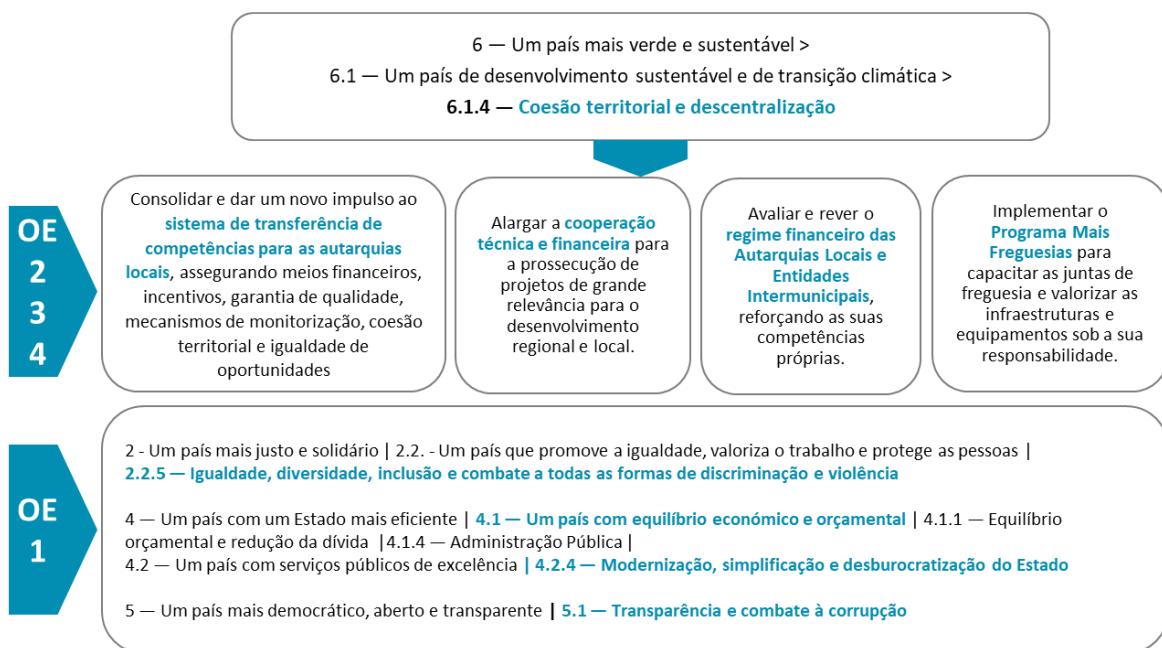 6 — Um país mais verde e sustentável >
6.1 — Um país de desenvolvimento sustentável e de transição climática >
6.1.4 — Coesão territorial e descentralização
OE
2
3
4
Consolidar e dar um novo impulso ao
sistema de transferência de
competências para as autarquias
locais, assegurando meios financeiros,
incentivos, garantia de qualidade,
mecanismos de monitorização, coesão
territorial e igualdade de
oportunidades
Alargar a cooperação
técnica e financeira para
a prossecução de
projetos de grande
relevância para o
desenvolvimento
regional e local.
Avaliar e rever o
regime financeiro das
Autarquias Locais e
Entidades
Intermunicipais,
reforçando as suas
competências
próprias.
Implementar o
Programa Mais
Freguesias para
capacitar as juntas de
freguesia e valorizar as
infraestruturas e
equipamentos sob a sua
responsabilidade.
OE
1
2 - Um país mais justo e solidário | 2.2. - Um país que promove a igualdade, valoriza o trabalho e protege as pessoas |
2.2.5 — Igualdade, diversidade, inclusão e combate a todas as formas de discriminação e violência
4 — Um país com um Estado mais eficiente | 4.1 — Um país com equilíbrio económico e orçamental | 4.1.1 — Equilíbrio
orçamental e redução da dívida |4.1.4 — Administração Pública |
4.2 — Um país com serviços públicos de excelência | 4.2.4 — Modernização, simplificação e desburocratização do Estado
5 — Um país mais democrático, aberto e transparente | 5.1 — Transparência e combate à corrupção